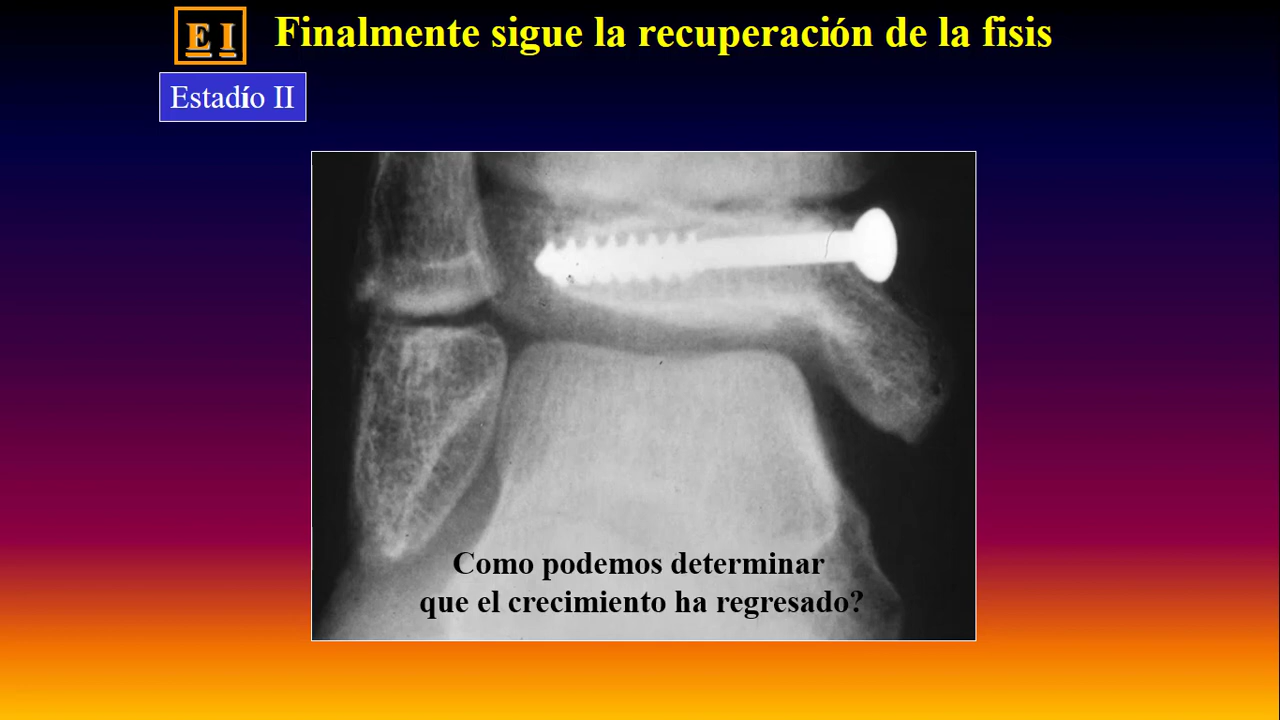 E I
Finalmente sigue la recuperación de la fisis
Estadío II
Como podemos determinar
que el crecimiento ha regresado?